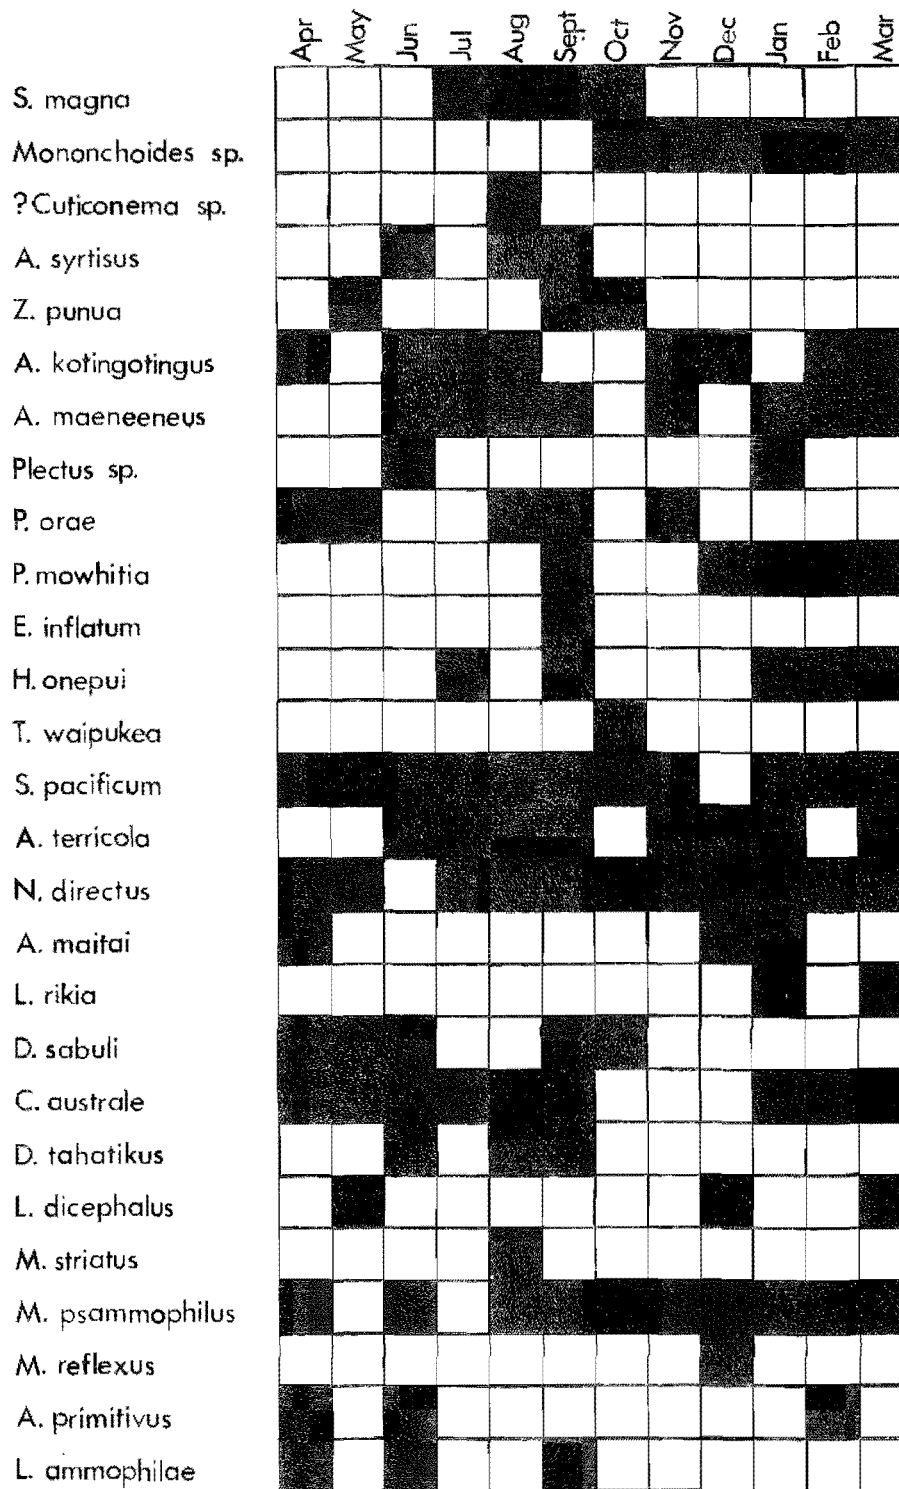 Apr May Jun Jul Aug Sept Oct Nov Dec Jan Feb Mar
S. magna
Mononchoides sp.
?Cuticonema sp.
A. syrtisus
Z. punua
A. kotingotingus
A. maeneeneus
Plectus sp.
P. orae
P. mowhitia
E. inflatum
H. onepui
T. waipukea
S. pacificum
A. terricola
N. directus
A. maitai
L. rikia
D. sabuli
C. australe
D. tahatikus
L. dicephalus
M. striatus
M. psammophilus
M. reflexus
A. primitivus
L. ammophilae